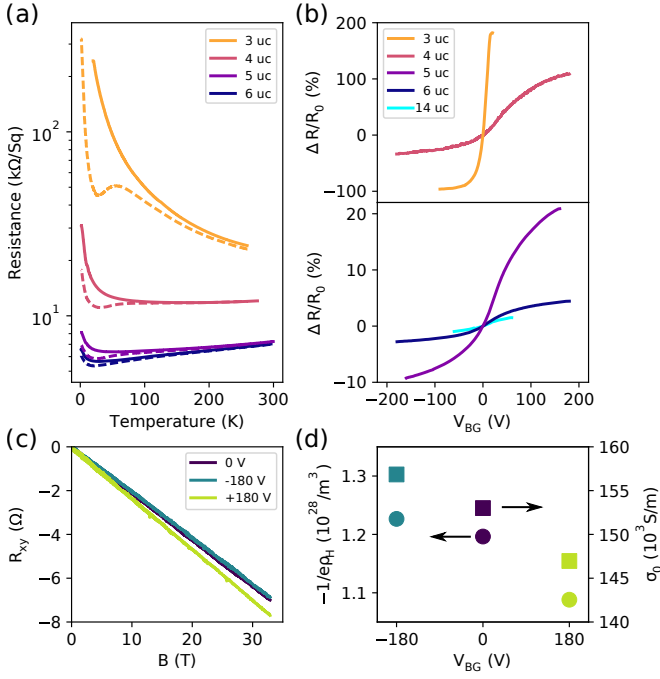 (a)
Resistance (kΩ/Sq)
10²
10¹
3 uc
4 uc
5 uc
6 uc
0 100 200 300
Temperature (K)
(b)
Δ R/R₀ (%)
200
100
0
−100
3 uc
4 uc
5 uc
6 uc
14 uc
Δ R/R₀ (%)
20
10
0
−10
−200 −100 0 100 200
V_BG (V)
(c)
R_xy (Ω)
0
−2
−4
−6
−8
0 V
-180 V
+180 V
0 10 20 30
B (T)
(d)
−1/eρ_H (10²⁸/m³)
1.3
1.2
1.1
−180 0 180
V_BG (V)
160
155
150
145
140
σ₀ (10³ S/m)